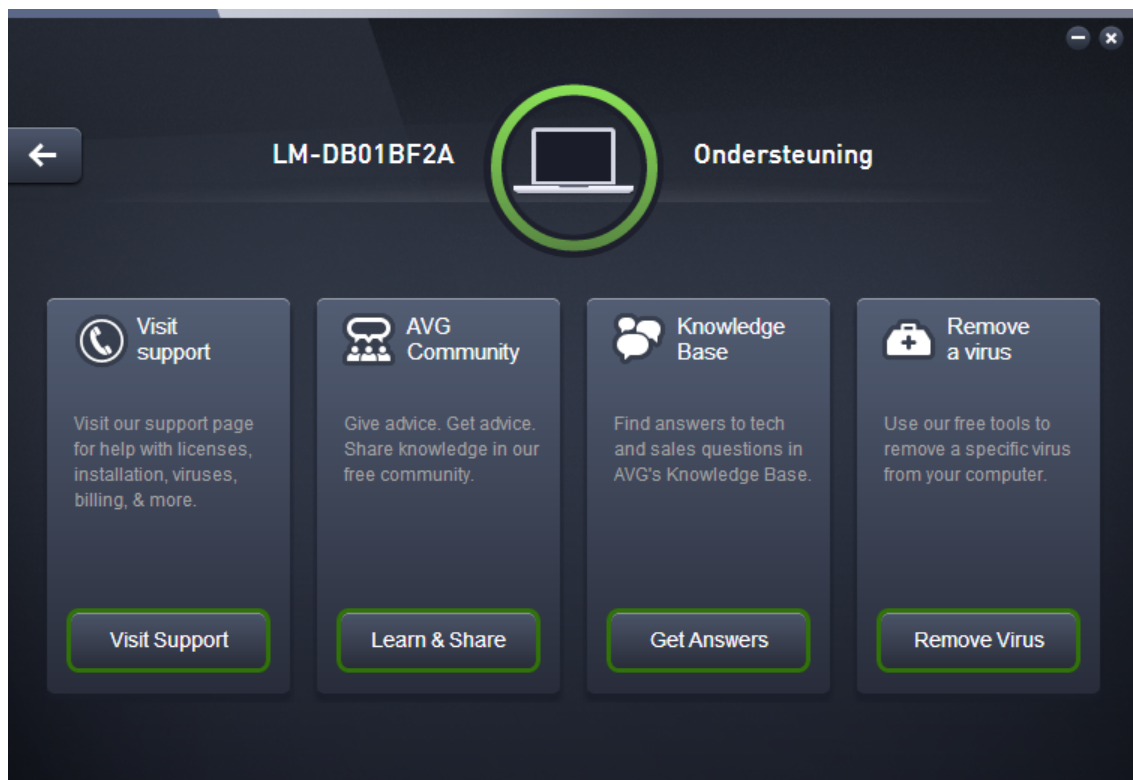 LM-DB01BF2A
Ondersteuning
Visit
support
Visit our support page
for help with licenses,
installation, viruses,
billing, & more.
Visit Support
AVG
Community
Give advice. Get advice.
Share knowledge in our
free community.
Learn & Share
Knowledge
Base
Find answers to tech
and sales questions in
AVG's Knowledge Base.
Get Answers
Remove
a virus
Use our free tools to
remove a specific virus
from your computer.
Remove Virus